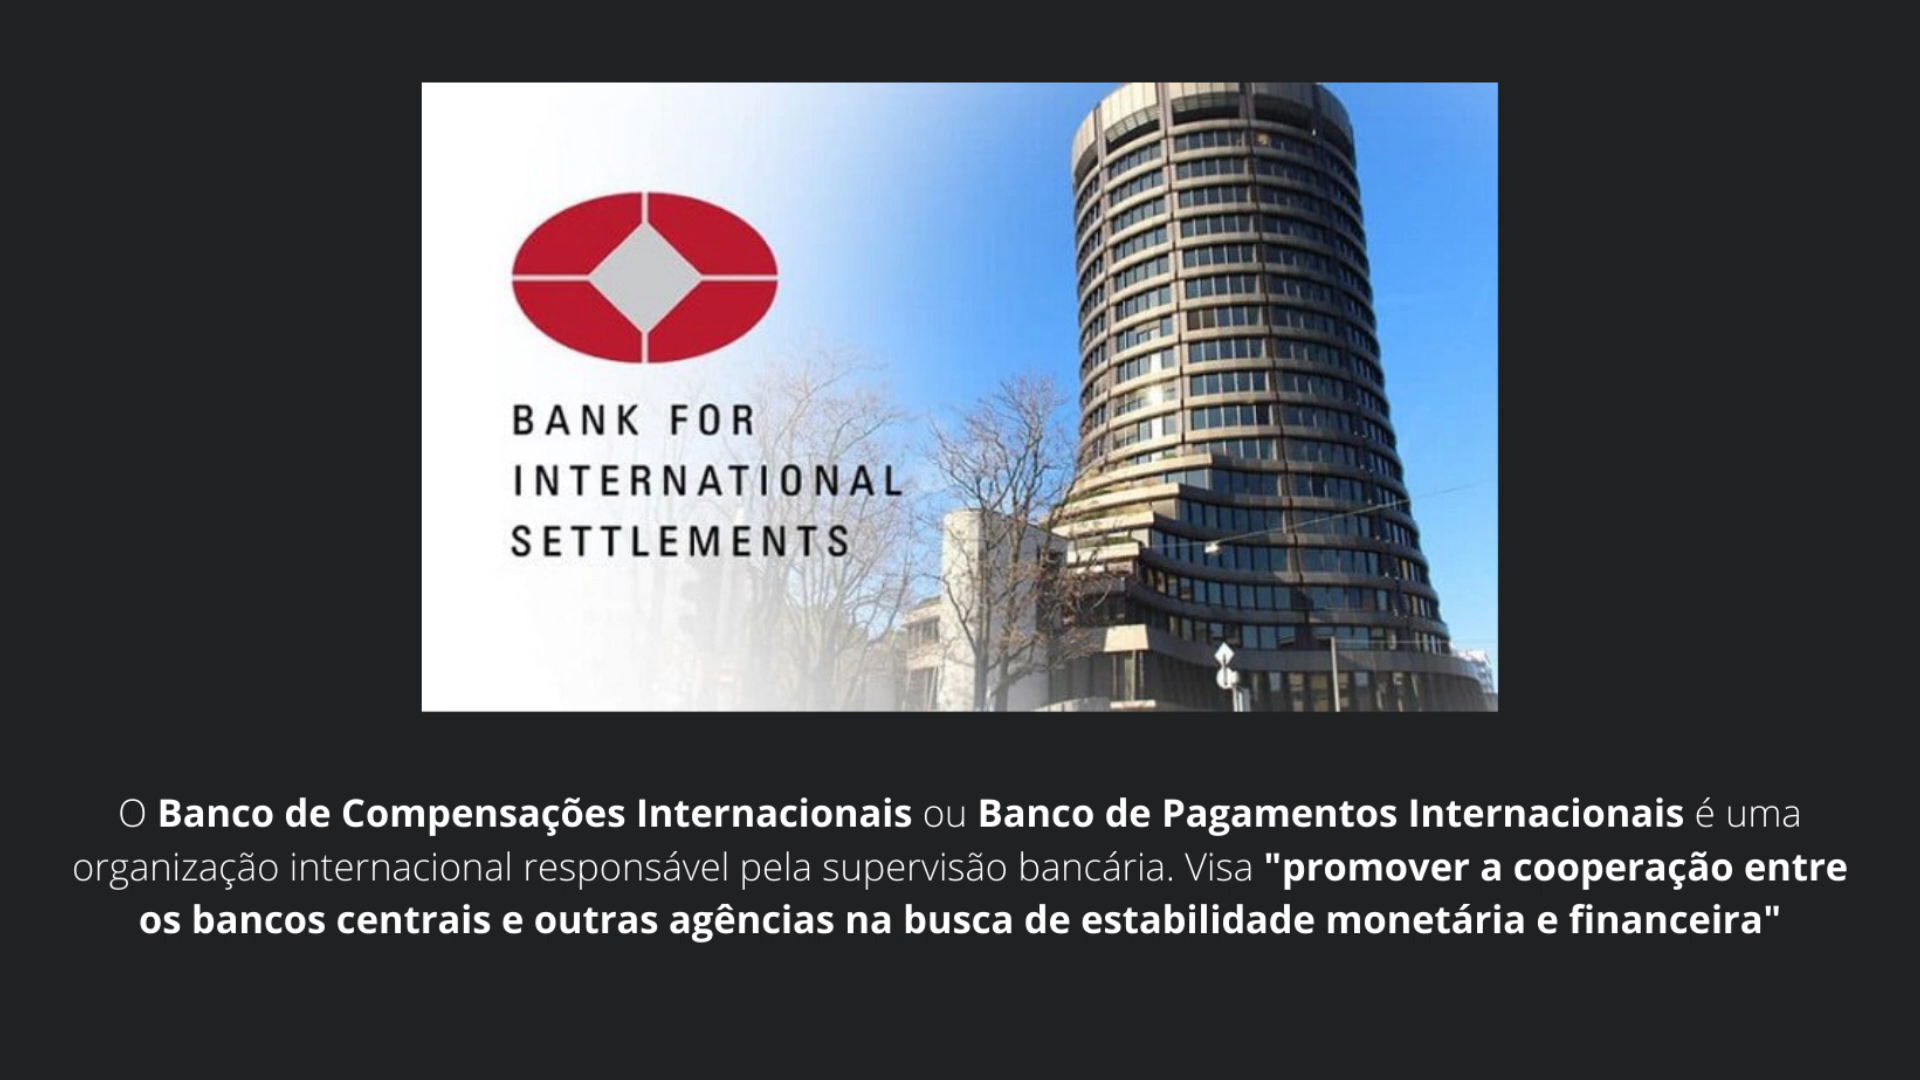 BANK FOR
INTERNATIONAL
SETTLEMENTS
O Banco de Compensações Internacionais ou Banco de Pagamentos Internacionais é uma
organização internacional responsável pela supervisão bancária. Visa "promover a cooperação entre
os bancos centrais e outras agências na busca de estabilidade monetária e financeira"